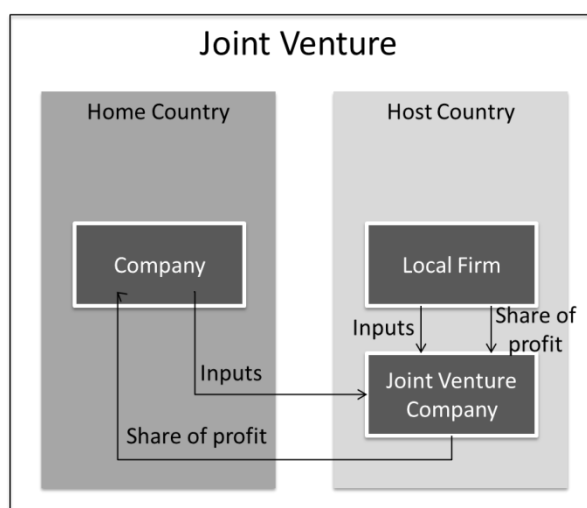 Joint Venture
Home Country
Host Country
Company
Local Firm
Inputs
Share of
profit
Inputs
Joint Venture
Company
Share of profit